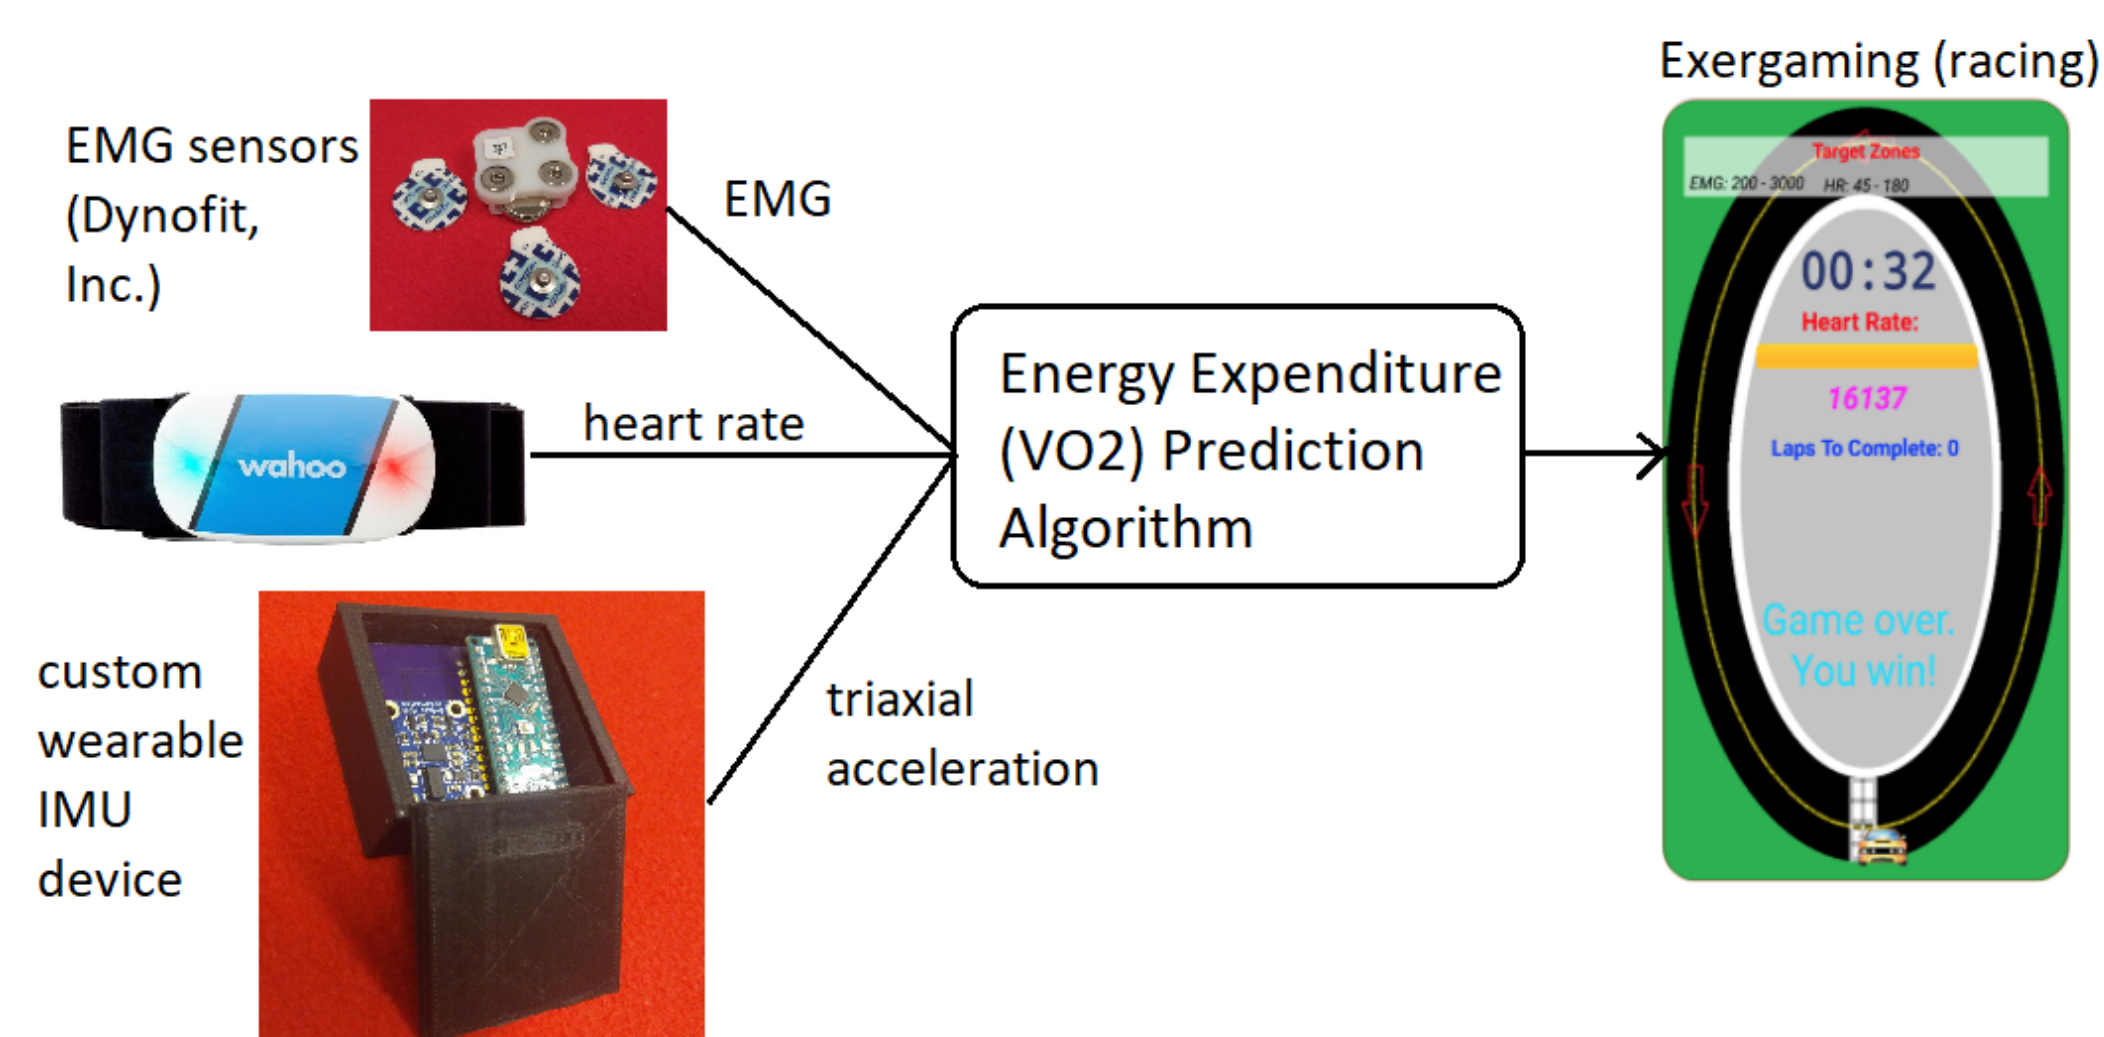 Exergaming (racing)
EMG sensors
(Dynofit,
Inc.)
EMG
heart rate
wahoo
custom
wearable
IMU
device
triaxial
acceleration
Energy Expenditure
(VO2) Prediction
Algorithm
Target Zones
EMG: 200 - 3000 HR: 45 - 180
00:32
Heart Rate:
16137
Laps To Complete: 0
Game over.
You win!